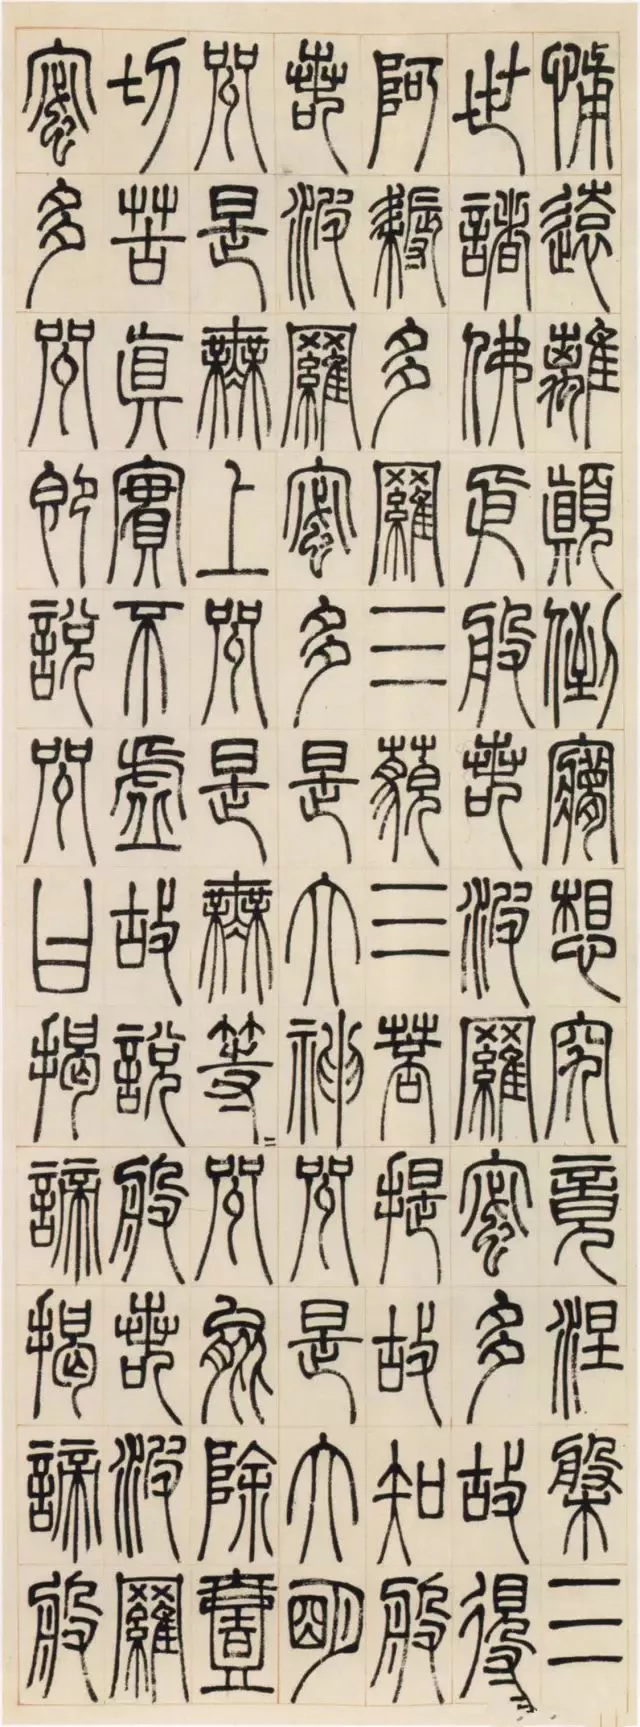 怖遠離顛倒夢想究竟涅槃三
世諸佛依般若波羅蜜多故得
阿耨多羅三藐三菩提故知般
若波羅蜜多是大神咒是大明
咒是無上咒是無等〻咒能除壹
切苦真實不虛故說般若波羅
蜜多咒即說咒曰揭諦揭諦般